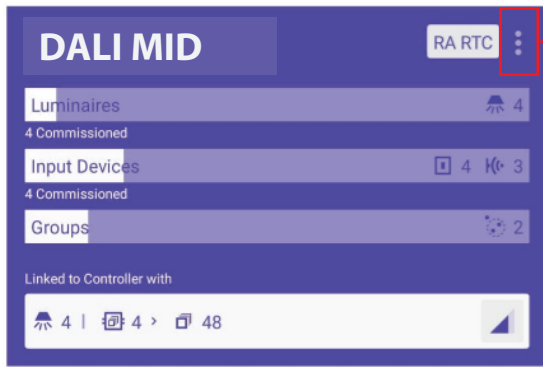 DALI MID
RA RTC
Luminaires 4
4 Commissioned
Input Devices 4 3
4 Commissioned
Groups 2
Linked to Controller with
4 | 4 > 48